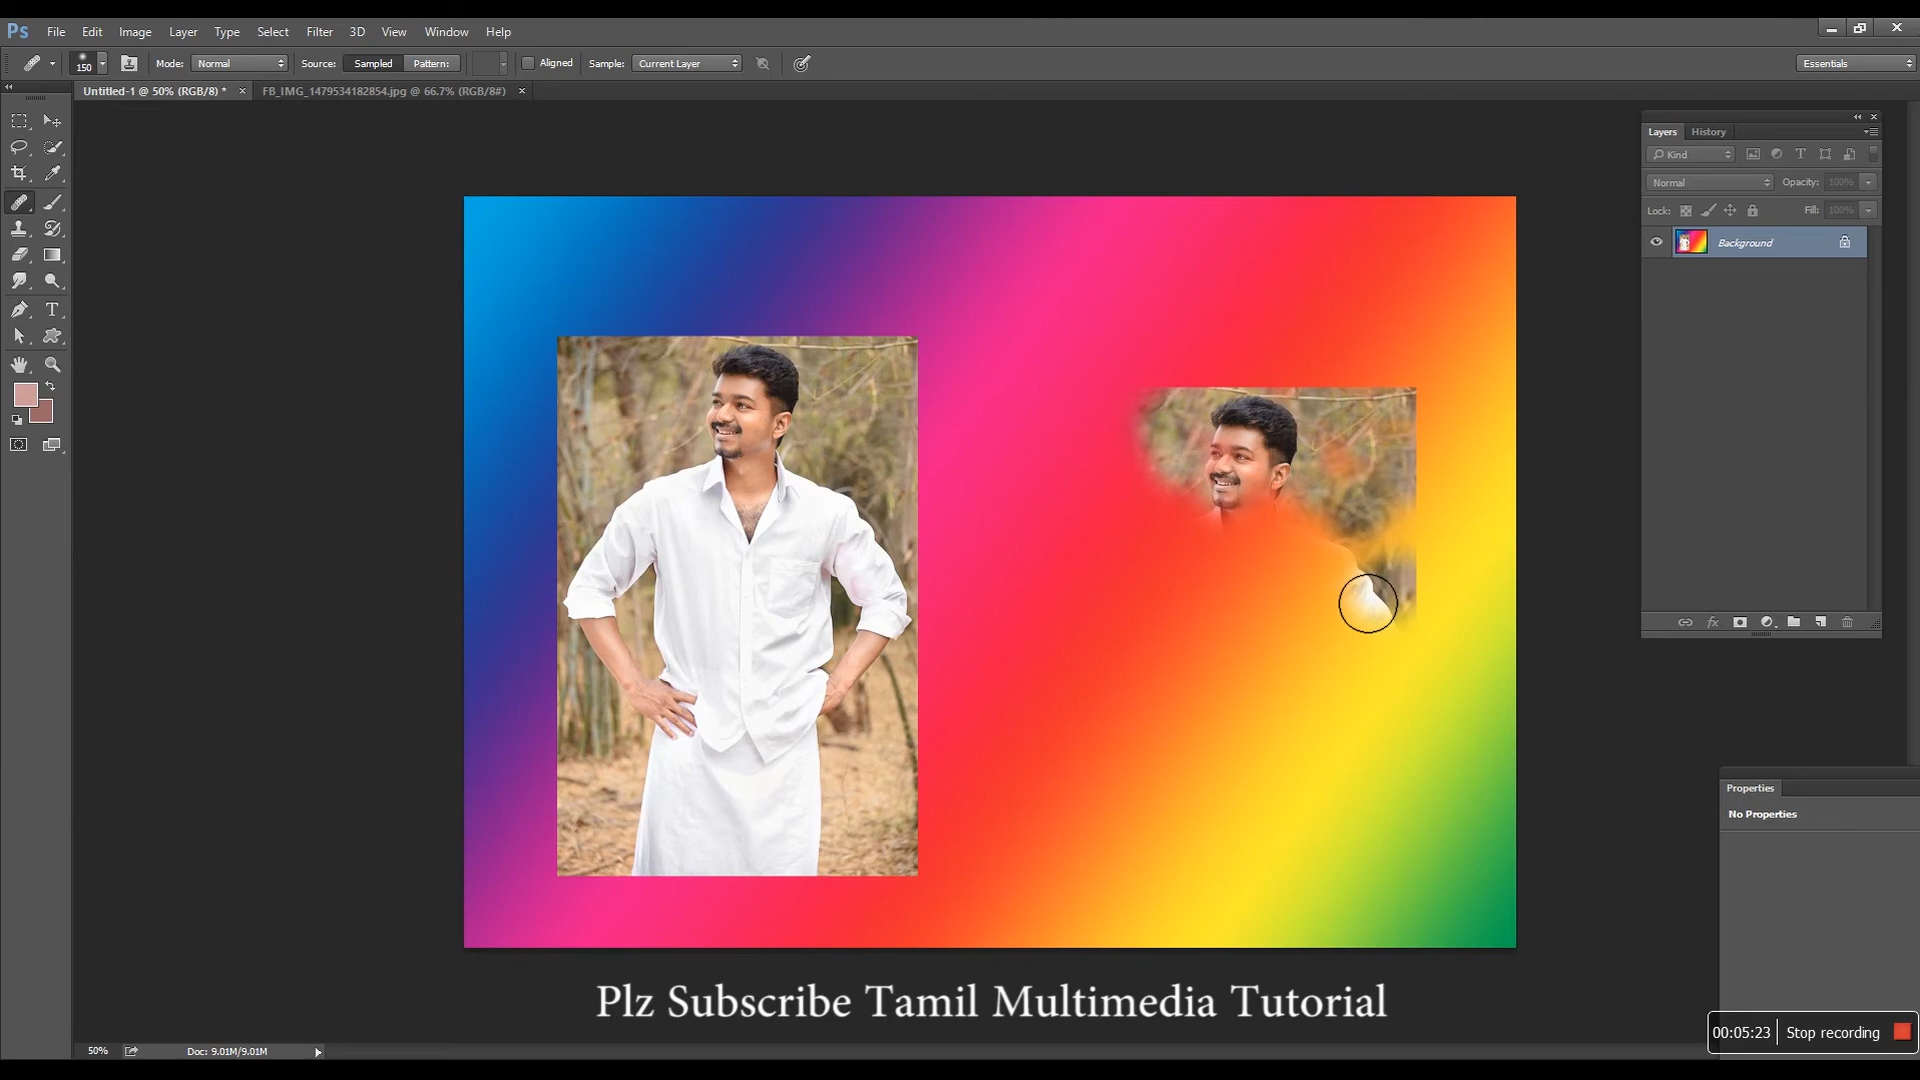 Ps File Edit Image Layer Type Select Filter 3D View Window Help
150 Mode: Normal Source: Sampled Pattern: Aligned Sample: Current Layer Essentials
Untitled-1 @ 50% (RGB/8) * FB_IMG_1479534182854.jpg @ 66.7% (RGB/8#)
Layers History
Kind
Normal Opacity: 100%
Lock: Fill: 100%
Background
fx
Properties
No Properties
Plz Subscribe Tamil Multimedia Tutorial
00:05:23 Stop recording
50% Doc: 9.01M/9.01M